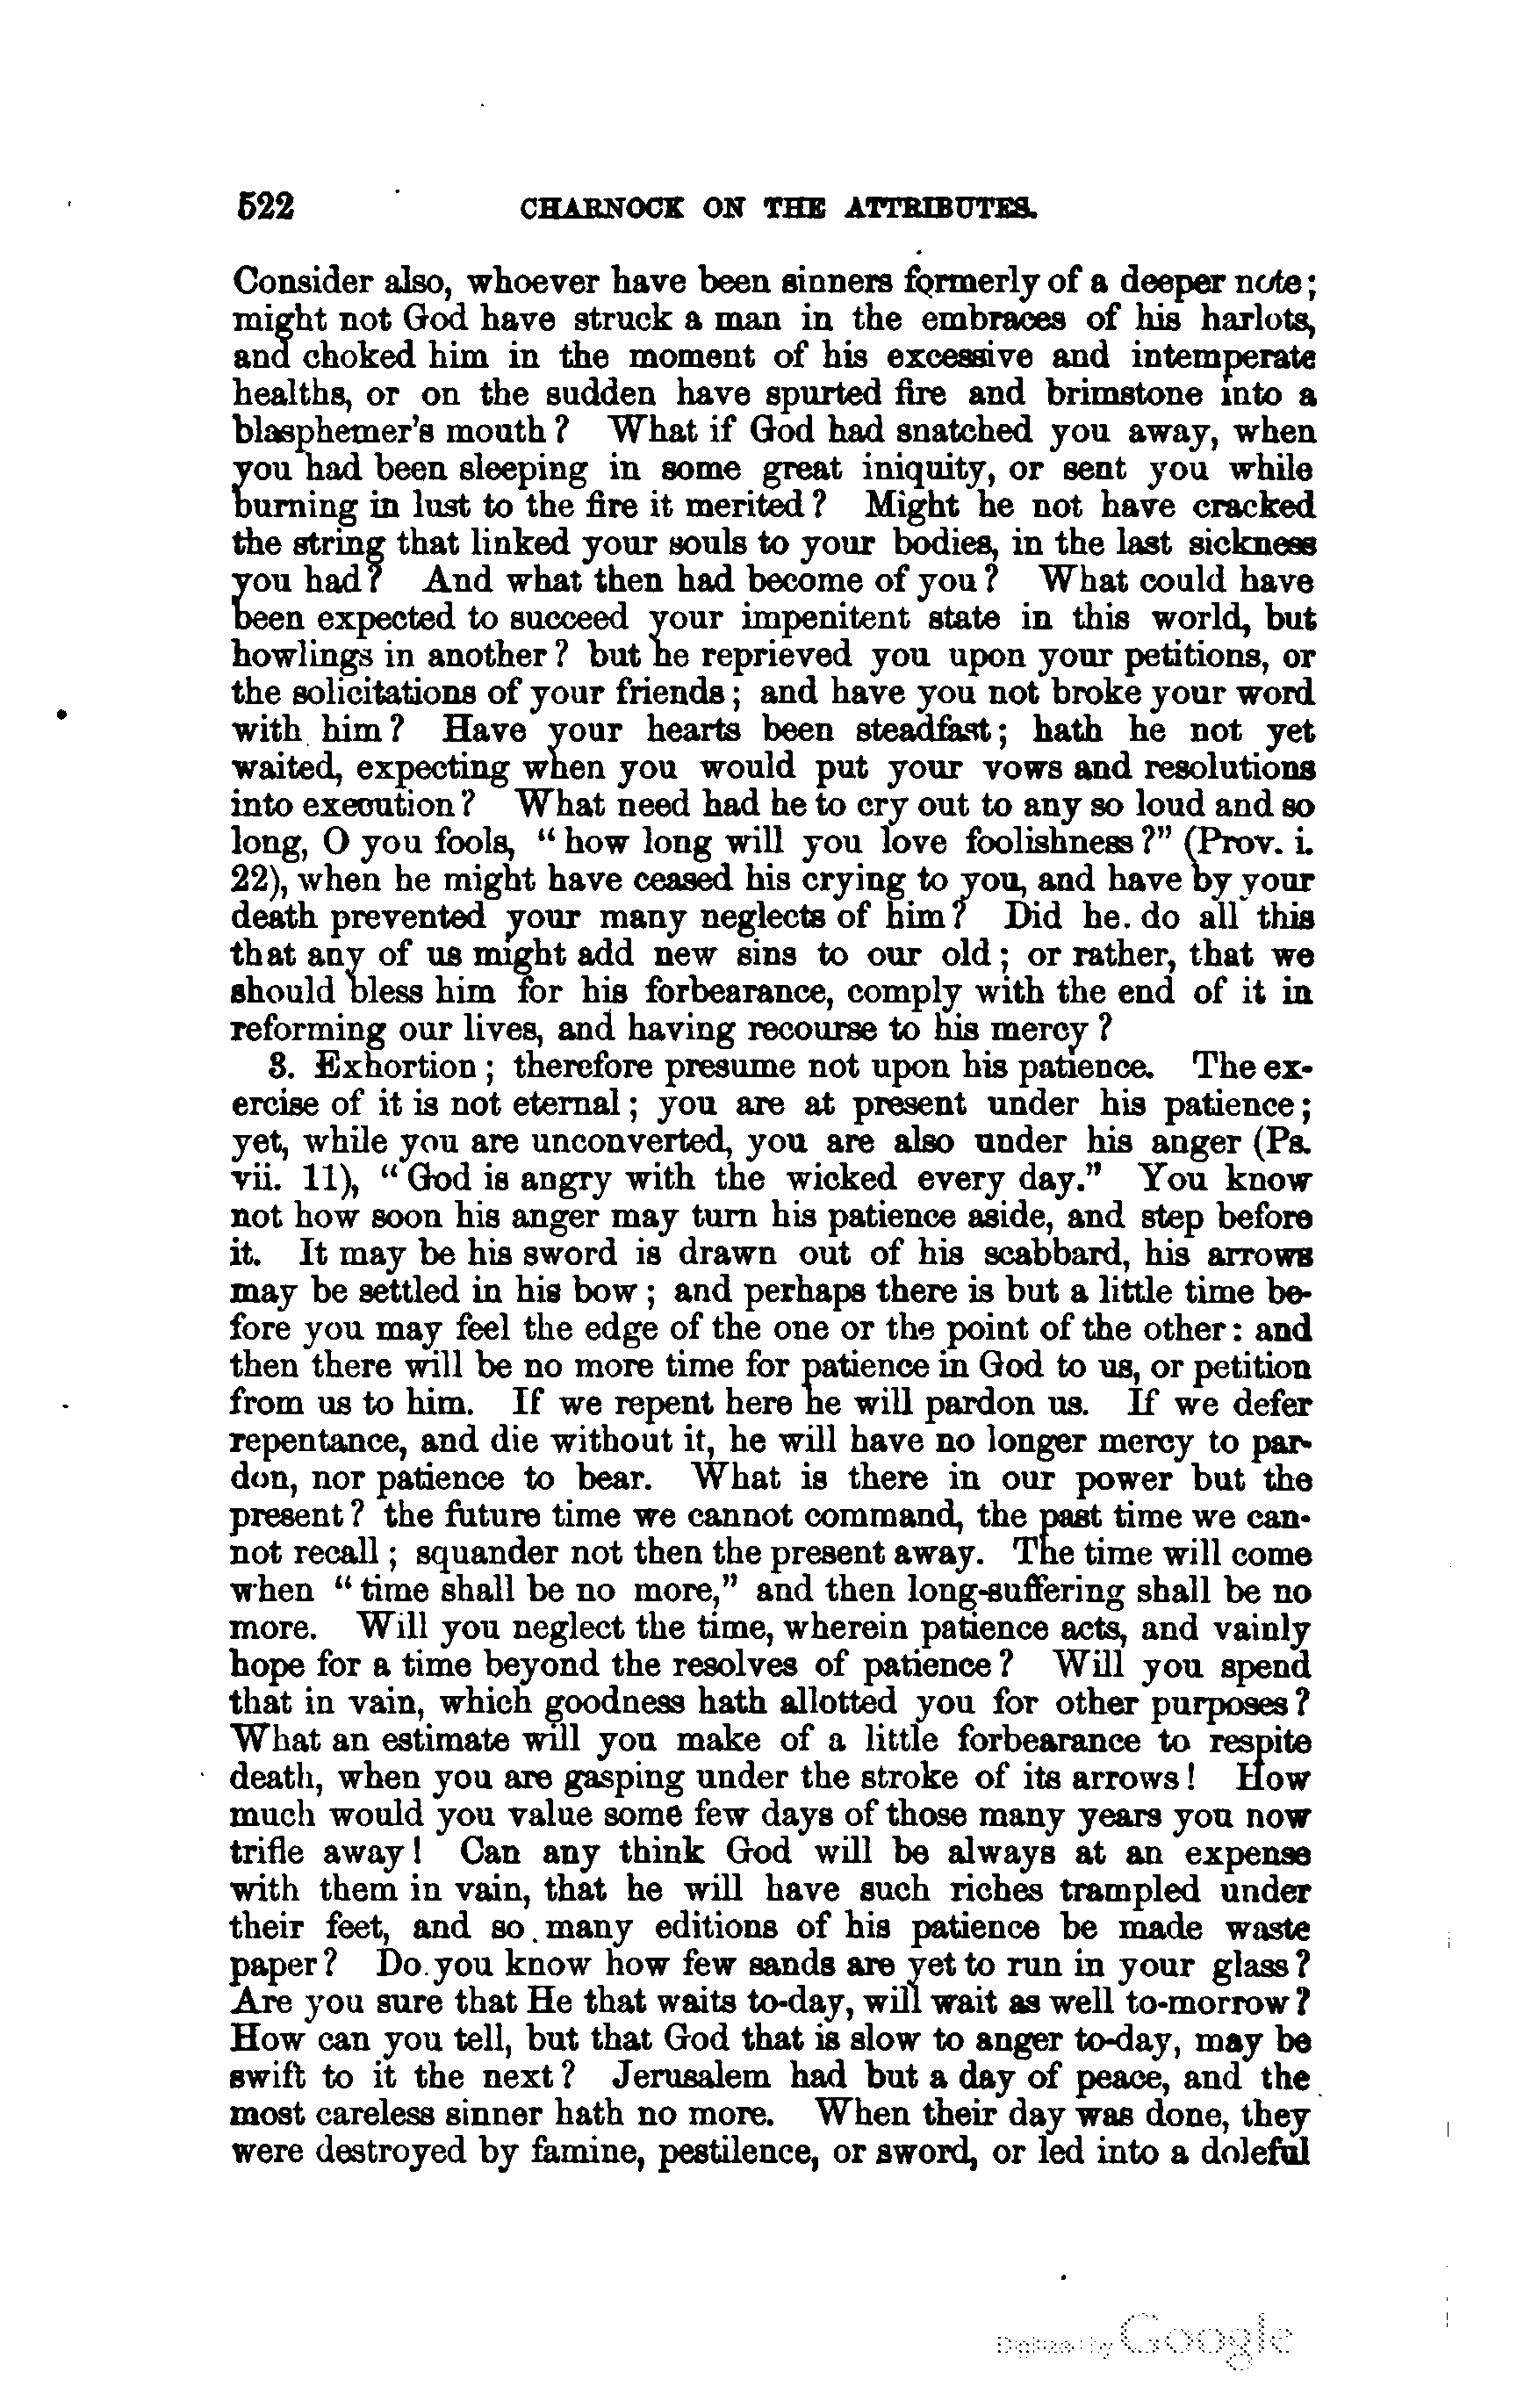 522 CHARNOCK ON THE ATTRIBUTES.
Consider also, whoever have been sinners formerly of a deeper note;
might not God have struck a man in the embraces of his harlots,
and choked him in the moment of his excessive and intemperate
healths, or on the sudden have spurted fire and brimstone into a
blasphemer's mouth? What if God had snatched you away, when
you had been sleeping in some great iniquity, or sent you while
burning in lust to the fire it merited? Might he not have cracked
the string that linked your souls to your bodies, in the last sickness
you had? And what then had become of you? What could have
been expected to succeed your impenitent state in this world, but
howlings in another? but he reprieved you upon your petitions, or
the solicitations of your friends; and have you not broke your word
with him? Have your hearts been steadfast; hath he not yet
waited, expecting when you would put your vows and resolutions
into execution? What need had he to cry out to any so loud and so
long, O you fools, "how long will you love foolishness?" (Prov. i.
22), when he might have ceased his crying to you, and have by your
death prevented your many neglects of him? Did he do all this
that any of us might add new sins to our old; or rather, that we
should bless him for his forbearance, comply with the end of it in
reforming our lives, and having recourse to his mercy?
3. Exhortion; therefore presume not upon his patience. The ex-
ercise of it is not eternal; you are at present under his patience;
yet, while you are unconverted, you are also under his anger (Ps.
vii. 11), "God is angry with the wicked every day." You know
not how soon his anger may turn his patience aside, and step before
it. It may be his sword is drawn out of his scabbard, his arrows
may be settled in his bow; and perhaps there is but a little time be-
fore you may feel the edge of the one or the point of the other: and
then there will be no more time for patience in God to us, or petition
from us to him. If we repent here he will pardon us. If we defer
repentance, and die without it, he will have no longer mercy to par-
don, nor patience to bear. What is there in our power but the
present? the future time we cannot command, the past time we can-
not recall; squander not then the present away. The time will come
when "time shall be no more," and then long-suffering shall be no
more. Will you neglect the time, wherein patience acts, and vainly
hope for a time beyond the resolves of patience? Will you spend
that in vain, which goodness hath allotted you for other purposes?
What an estimate will you make of a little forbearance to respite
death, when you are gasping under the stroke of its arrows! How
much would you value some few days of those many years you now
trifle away! Can any think God will be always at an expense
with them in vain, that he will have such riches trampled under
their feet, and so many editions of his patience be made waste
paper? Do you know how few sands are yet to run in your glass?
Are you sure that He that waits to-day, will wait as well to-morrow?
How can you tell, but that God that is slow to anger to-day, may be
swift to it the next? Jerusalem had but a day of peace, and the
most careless sinner hath no more. When their day was done, they
were destroyed by famine, pestilence, or sword, or led into a doleful
Digitized by Google